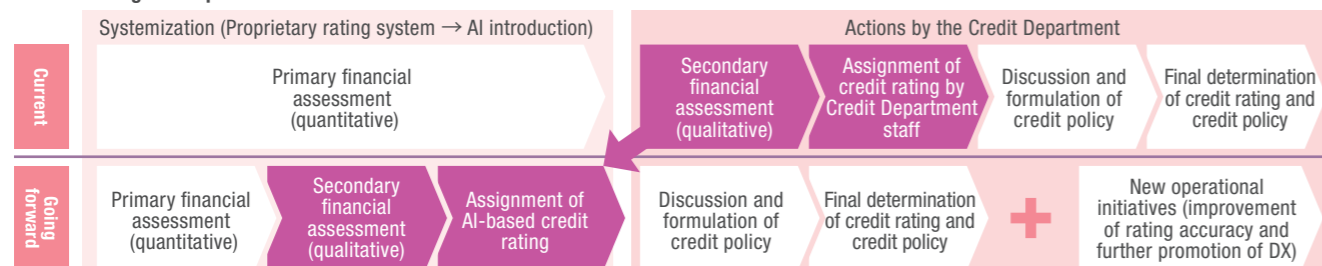 Systemization (Proprietary rating system → AI introduction)
Actions by the Credit Department
Current
Primary financial
assessment
(quantitative)
Secondary
financial
assessment
(qualitative)
Assignment of
credit rating by
Credit Department
staff
Discussion and
formulation of
credit policy
Final determination
of credit rating and
credit policy
Going
forward
Primary financial
assessment
(quantitative)
Secondary
financial
assessment
(qualitative)
Assignment of
AI-based credit
rating
Discussion and
formulation of
credit policy
Final determination
of credit rating and
credit policy
+
New operational
initiatives (improvement
of rating accuracy and
further promotion of DX)